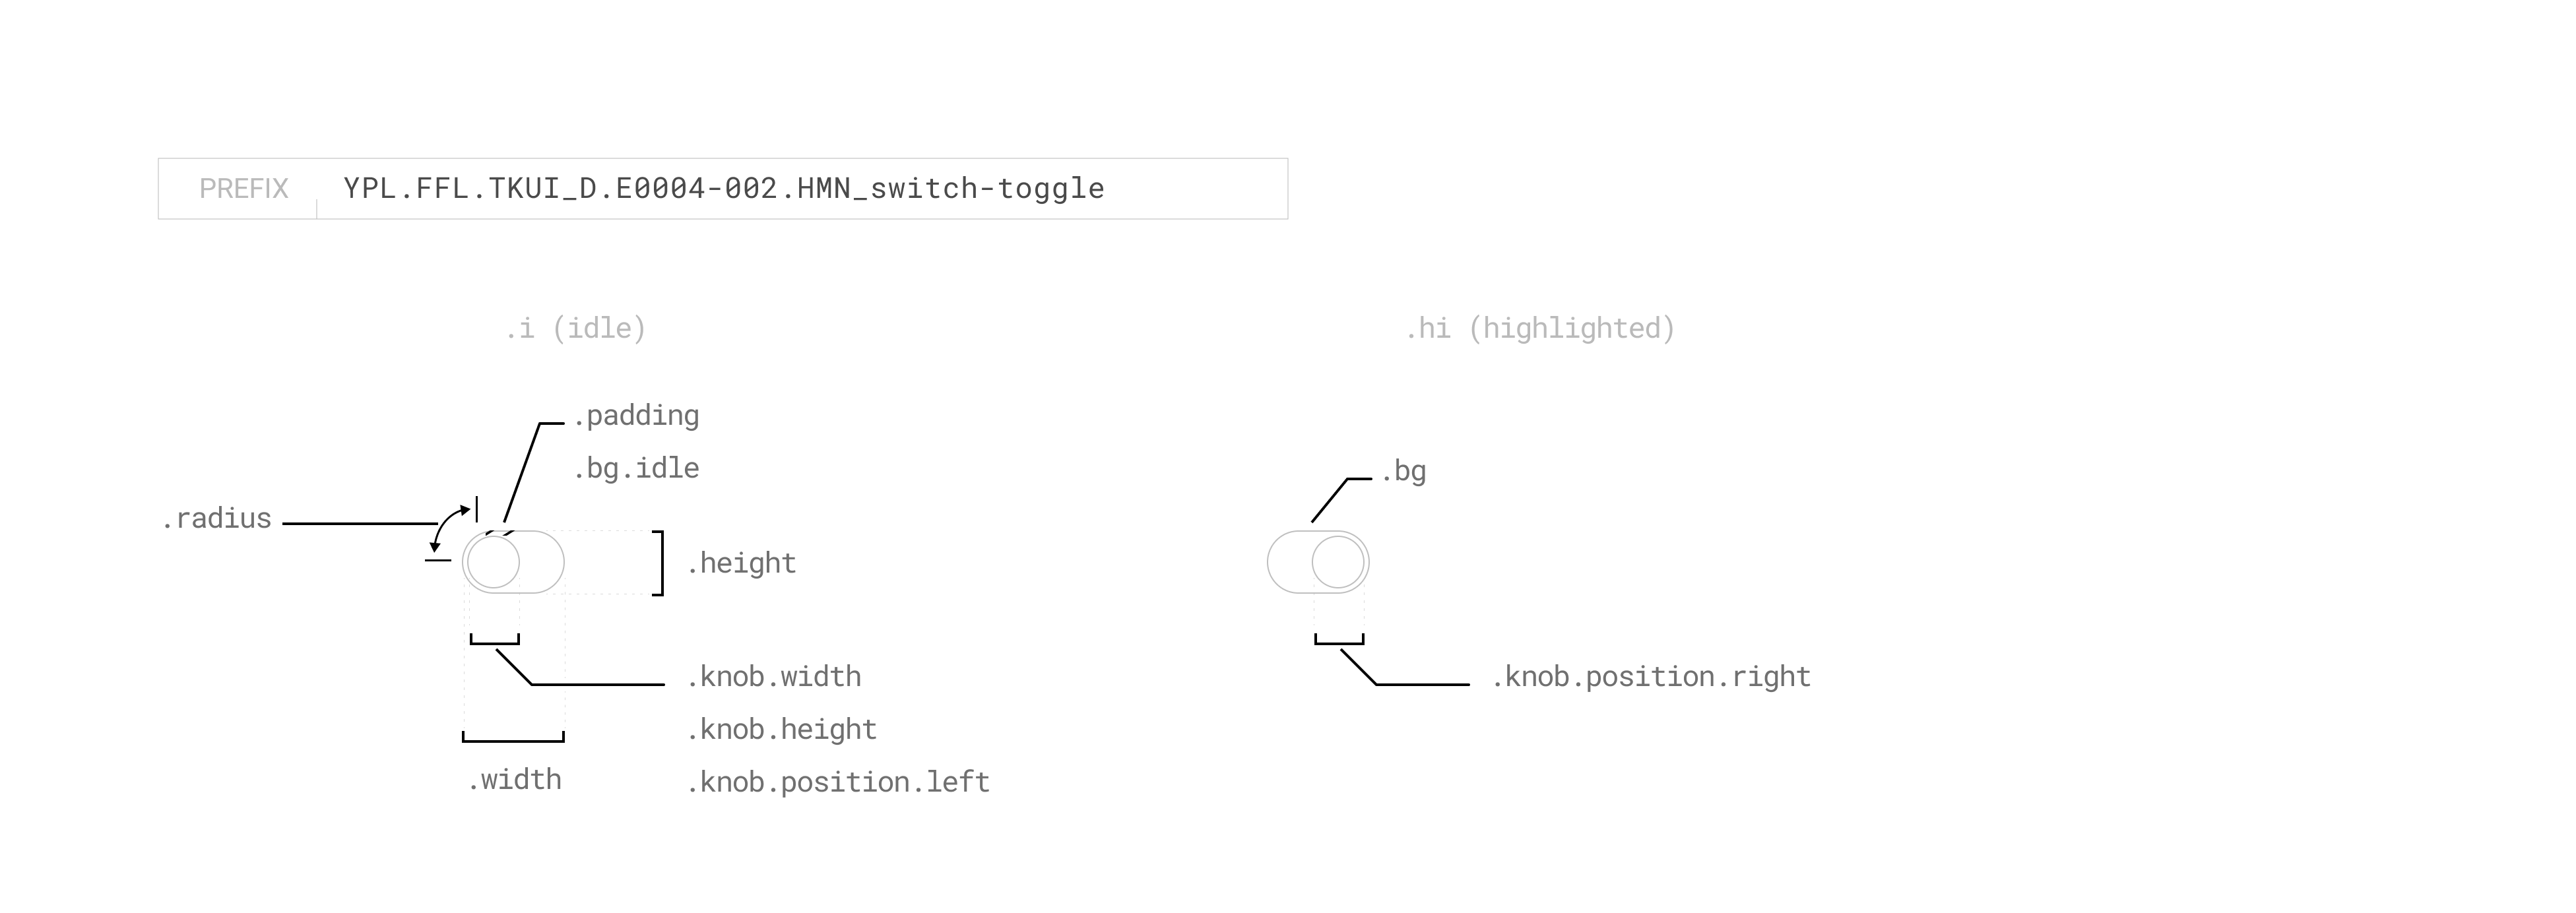 PREFIX YPL.FFL.TKUI_D.E0004-002.HMN_switch-toggle
.i (idle)
.hi (highlighted)
.padding
.bg.idle
.bg
.radius
.height
.knob.width
.knob.position.right
.knob.height
.width
.knob.position.left